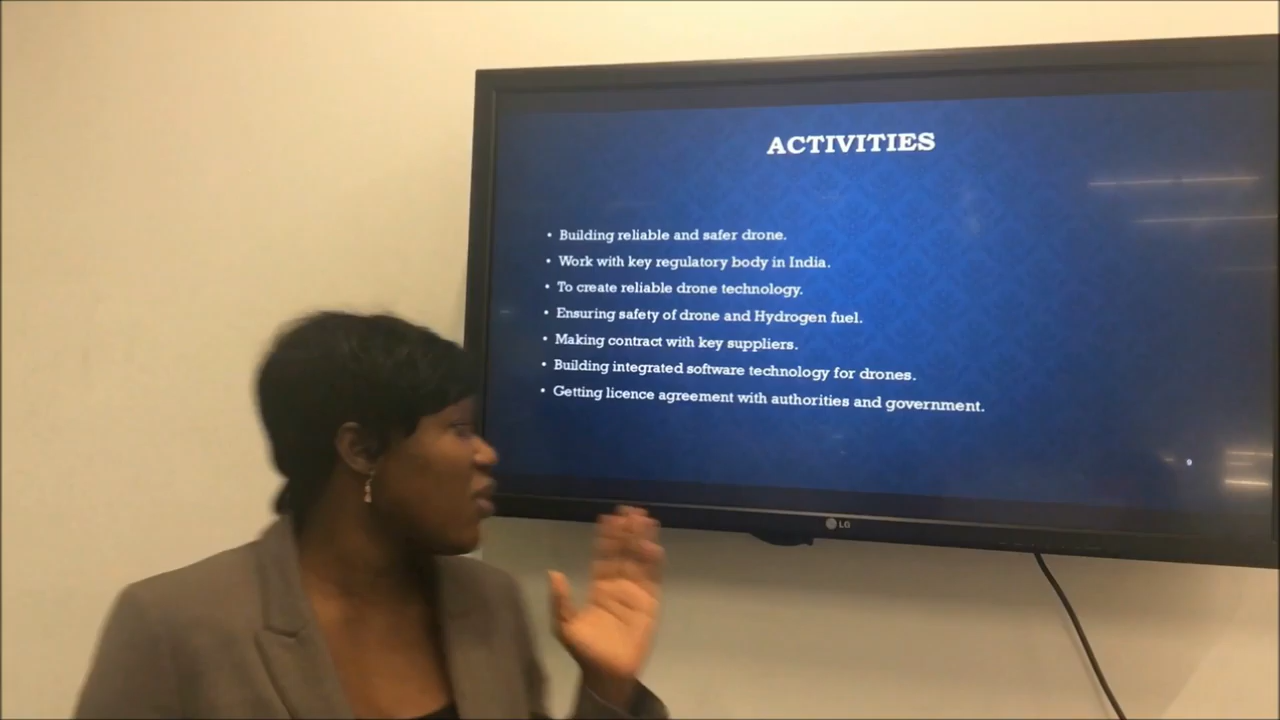 ACTIVITIES
• Building reliable and safer drone.
• Work with key regulatory body in India.
• To create reliable drone technology.
• Ensuring safety of drone and Hydrogen fuel.
• Making contract with key suppliers.
• Building integrated software technology for drones.
• Getting licence agreement with authorities and government.
LG